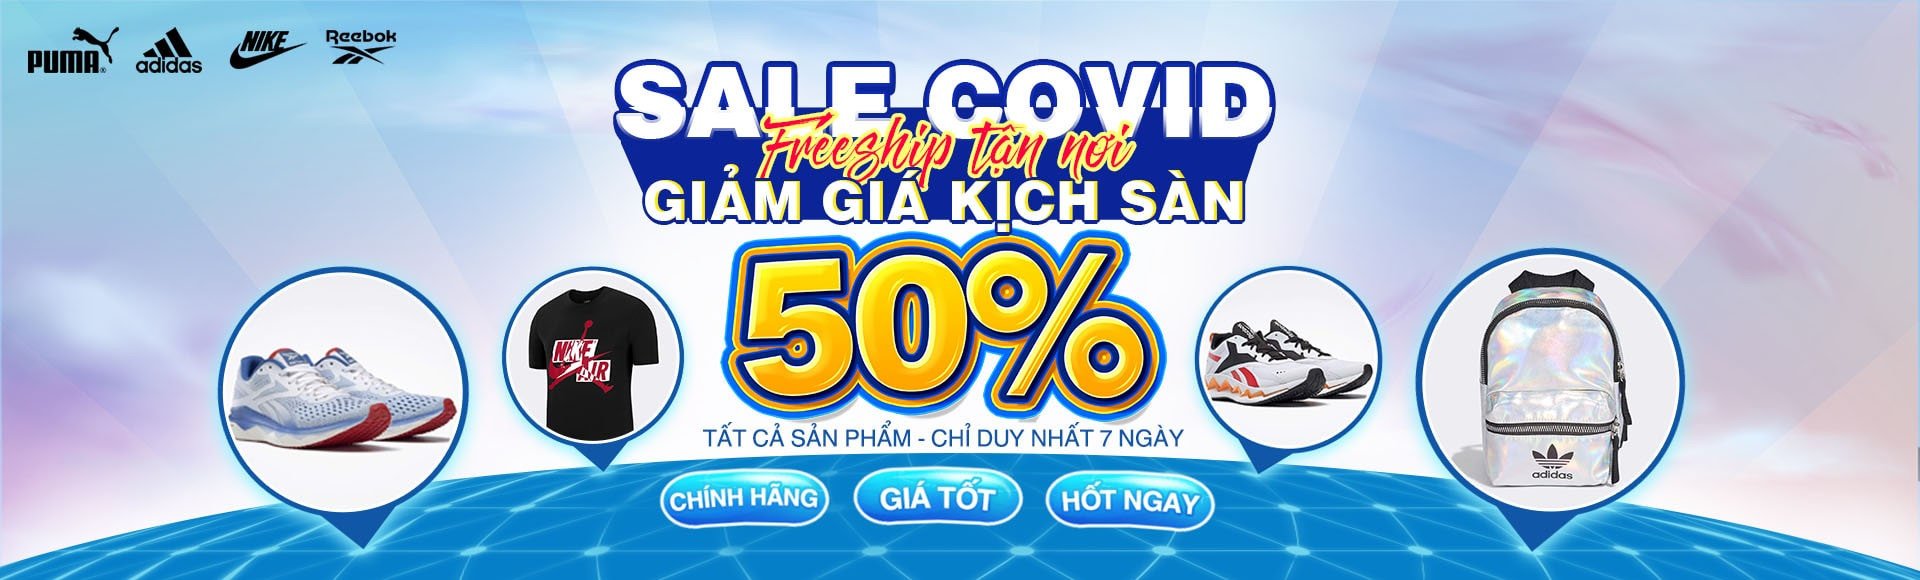 PUMA adidas NIKE Reebok
SALE COVID
Freeship tận nơi
GIẢM GIÁ KỊCH SÀN
50%
NIKE
AIR
adidas
TẤT CẢ SẢN PHẨM - CHỈ DUY NHẤT 7 NGÀY
CHÍNH HÃNG GIÁ TỐT HỐT NGAY